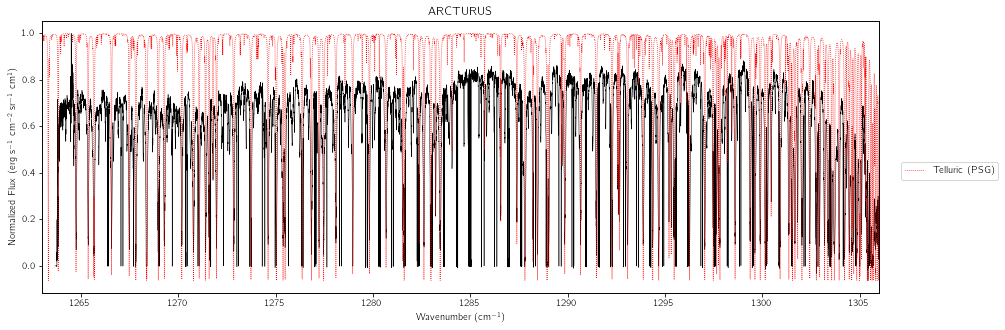 ARCTURUS
Normalized Flux (erg s⁻¹ cm⁻² sr⁻¹ cm¹)
1.0
0.8
0.6
0.4
0.2
0.0
Telluric (PSG)
1265 1270 1275 1280 1285 1290 1295 1300 1305
Wavenumber (cm⁻¹)